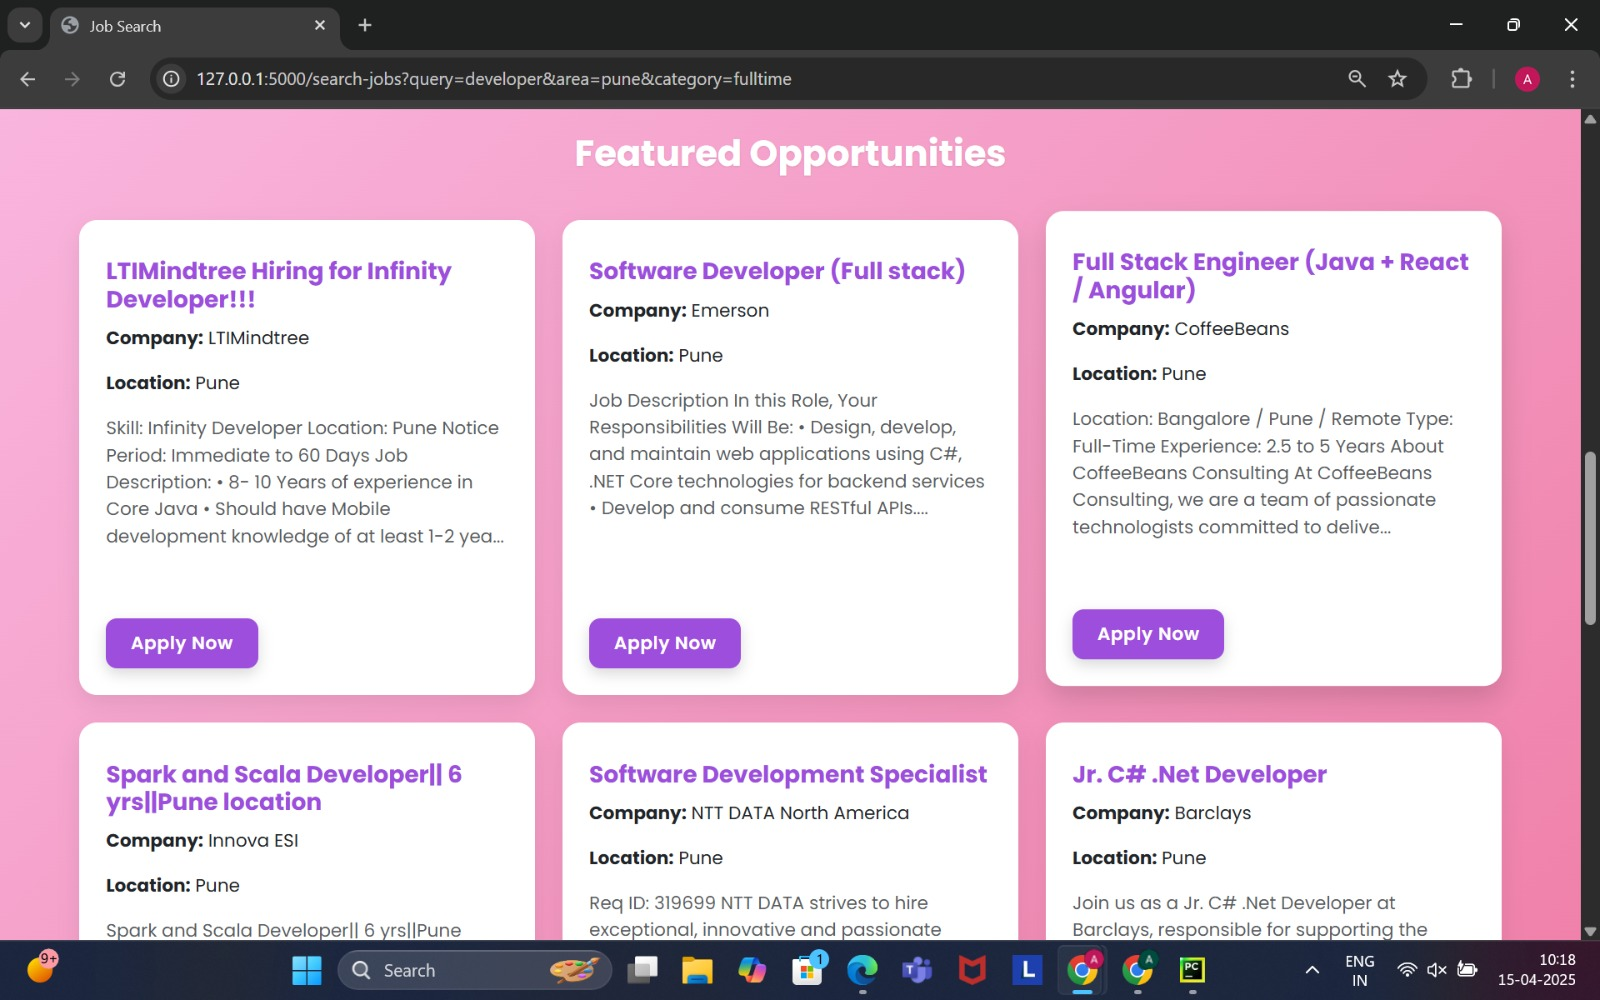 Job Search
127.0.0.1:5000/search-jobs?query=developer&area=pune&category=fulltime
A
Featured Opportunities
LTIMindtree Hiring for Infinity
Developer!!!
Company: LTIMindtree
Location: Pune
Skill: Infinity Developer Location: Pune Notice
Period: Immediate to 60 Days Job
Description: • 8- 10 Years of experience in
Core Java • Should have Mobile
development knowledge of at least 1-2 yea...
Apply Now
Software Developer (Full stack)
Company: Emerson
Location: Pune
Job Description In this Role, Your
Responsibilities Will Be: • Design, develop,
and maintain web applications using C#,
.NET Core technologies for backend services
• Develop and consume RESTful APIs....
Apply Now
Full Stack Engineer (Java + React
/ Angular)
Company: CoffeeBeans
Location: Pune
Location: Bangalore / Pune / Remote Type:
Full-Time Experience: 2.5 to 5 Years About
CoffeeBeans Consulting At CoffeeBeans
Consulting, we are a team of passionate
technologists committed to delive...
Apply Now
Spark and Scala Developer|| 6
yrs||Pune location
Company: Innova ESI
Location: Pune
Spark and Scala Developer|| 6 yrs||Pune
Software Development Specialist
Company: NTT DATA North America
Location: Pune
Req ID: 319699 NTT DATA strives to hire
exceptional, innovative and passionate
Jr. C# .Net Developer
Company: Barclays
Location: Pune
Join us as a Jr. C# .Net Developer at
Barclays, responsible for supporting the
9+
Search
1
T
L
A
A
PC
ENG
IN
10:18
15-04-2025